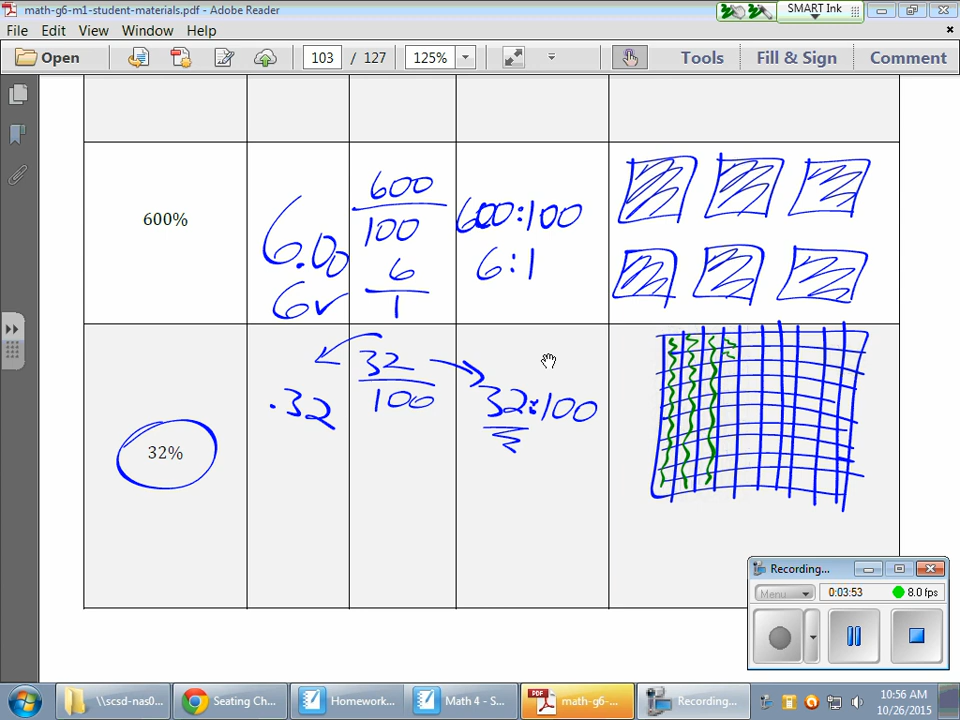 math-g6-m1-student-materials.pdf - Adobe Reader
SMART Ink
File Edit View Window Help
Open
103 / 127
125%
Tools
Fill & Sign
Comment
600%
6.00
6
600
100
6
1
600:100
6:1
32%
.32
32
100
32:100
Recording...
Menu
0:03:53
8.0 fps
\\scsd-nas0...
Seating Ch...
Homework...
Math 4 - S...
PDF
math-g6-...
Recording...
10:56 AM
10/26/2015